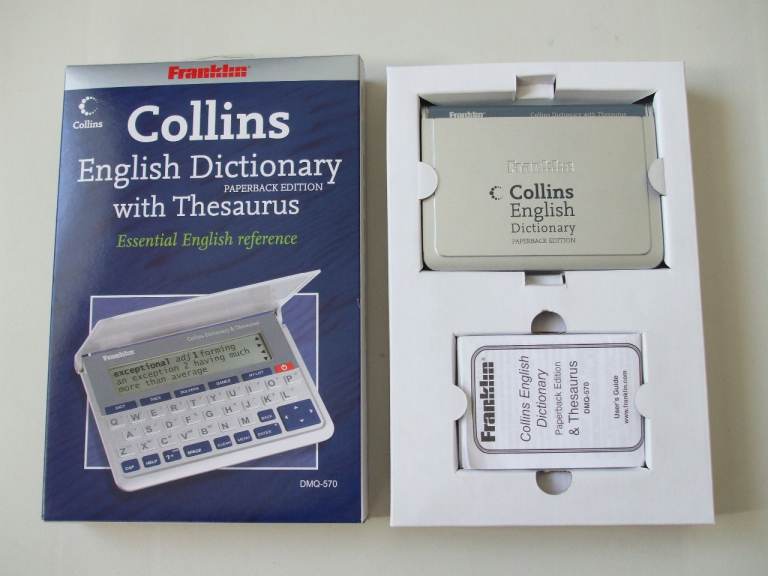 Franklin
Collins
Collins
English Dictionary
PAPERBACK EDITION
with Thesaurus
Essential English reference
Franklin
Collins Dictionary & Thesaurus
exceptional adj 1 forming
an exception 2 having much
more than average
Q W E R T Y U I O P
A S D F G H J K L
Z X C V B N M
CAP HELP
DMQ-570
Franklin
Collins Dictionary with Thesaurus
Franklin
Collins
English
Dictionary
PAPERBACK EDITION
Franklin
Collins English
Dictionary
Paperback Edition
& Thesaurus
DMQ-570
User's Guide
www.franklin.com